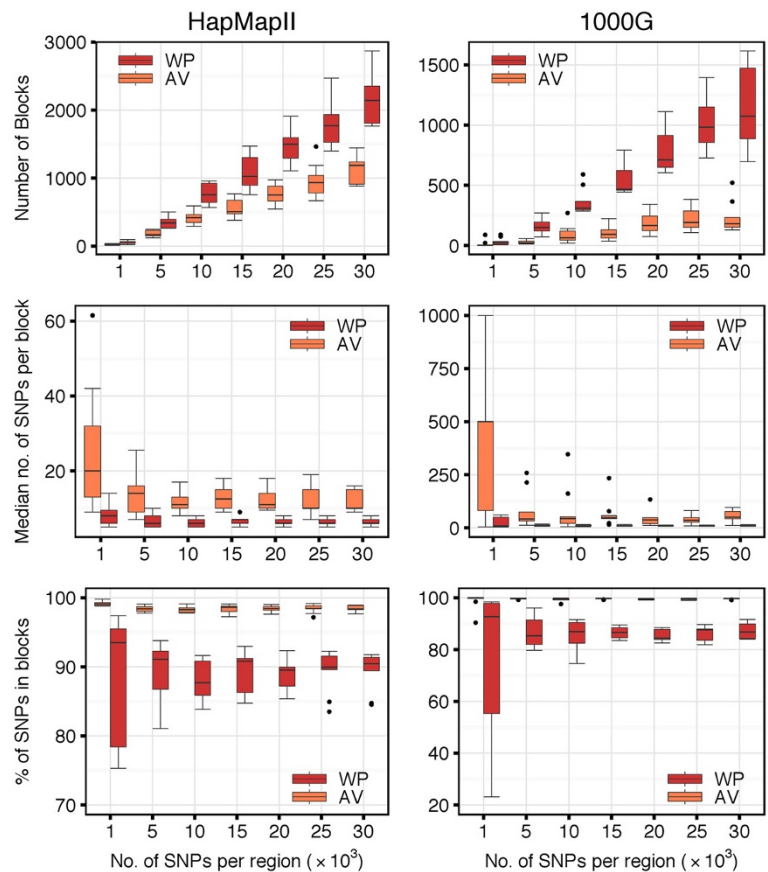 HapMapII
1000G
Number of Blocks
3000
2000
1000
0
WP
AV
1 5 10 15 20 25 30
1500
1000
500
0
WP
AV
1 5 10 15 20 25 30
Median no. of SNPs per block
60
40
20
WP
AV
1 5 10 15 20 25 30
1000
750
500
250
0
WP
AV
1 5 10 15 20 25 30
% of SNPs in blocks
100
90
80
70
WP
AV
1 5 10 15 20 25 30
No. of SNPs per region (× 10³)
100
80
60
40
20
WP
AV
1 5 10 15 20 25 30
No. of SNPs per region (× 10³)